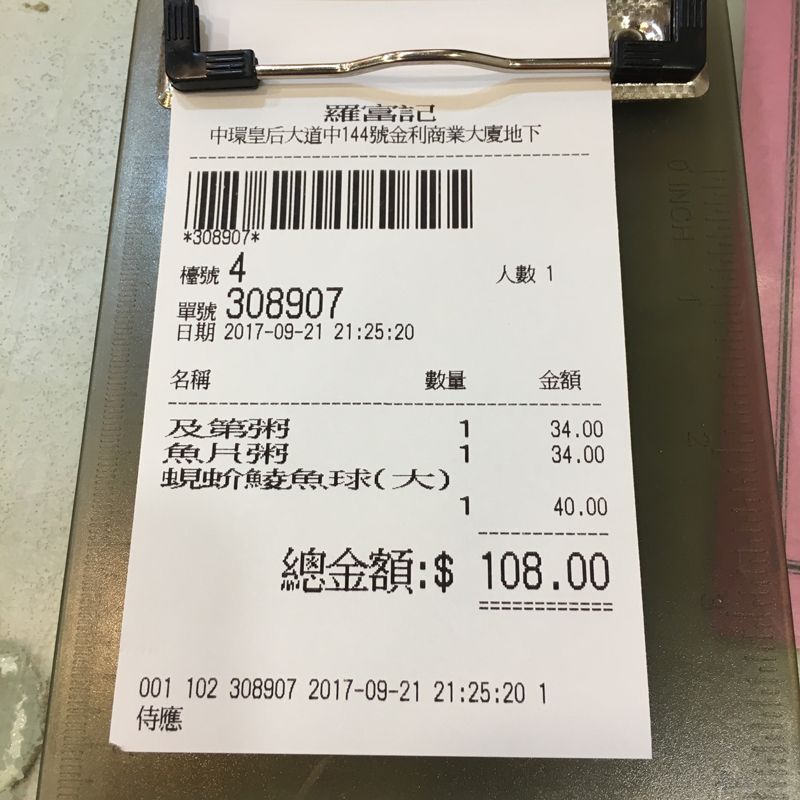 羅富記
中環皇后大道中144號金利商業大廈地下
*308907*
檯號 4 人數 1
單號 308907
日期 2017-09-21 21:25:20
名稱 數量 金額
及第粥 1 34.00
魚片粥 1 34.00
蜆蚧鯪魚球(大)
1 40.00
總金額:$ 108.00
001 102 308907 2017-09-21 21:25:20 1
侍應
0 INCH
1
2